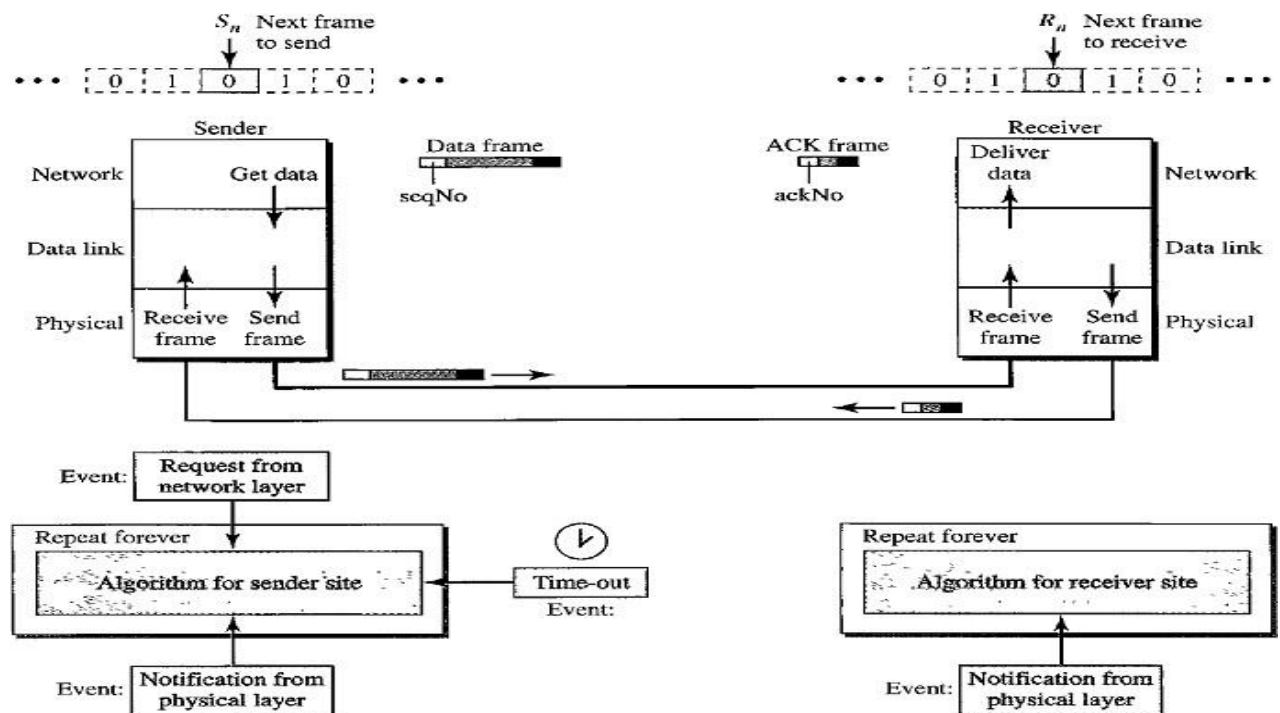 Sn Next frame
to send
Rn Next frame
to receive
••• 0 1 0 1 0 •••
••• 0 1 0 1 0 •••
Sender
Receiver
Data frame
ACK frame
seqNo
ackNo
Network
Get data
Deliver
data
Network
Data link
Data link
Physical
Receive
frame
Send
frame
Receive
frame
Send
frame
Physical
Event:
Request from
network layer
Repeat forever
Algorithm for sender site
Time-out
Event:
Event:
Notification from
physical layer
Repeat forever
Algorithm for receiver site
Event:
Notification from
physical layer